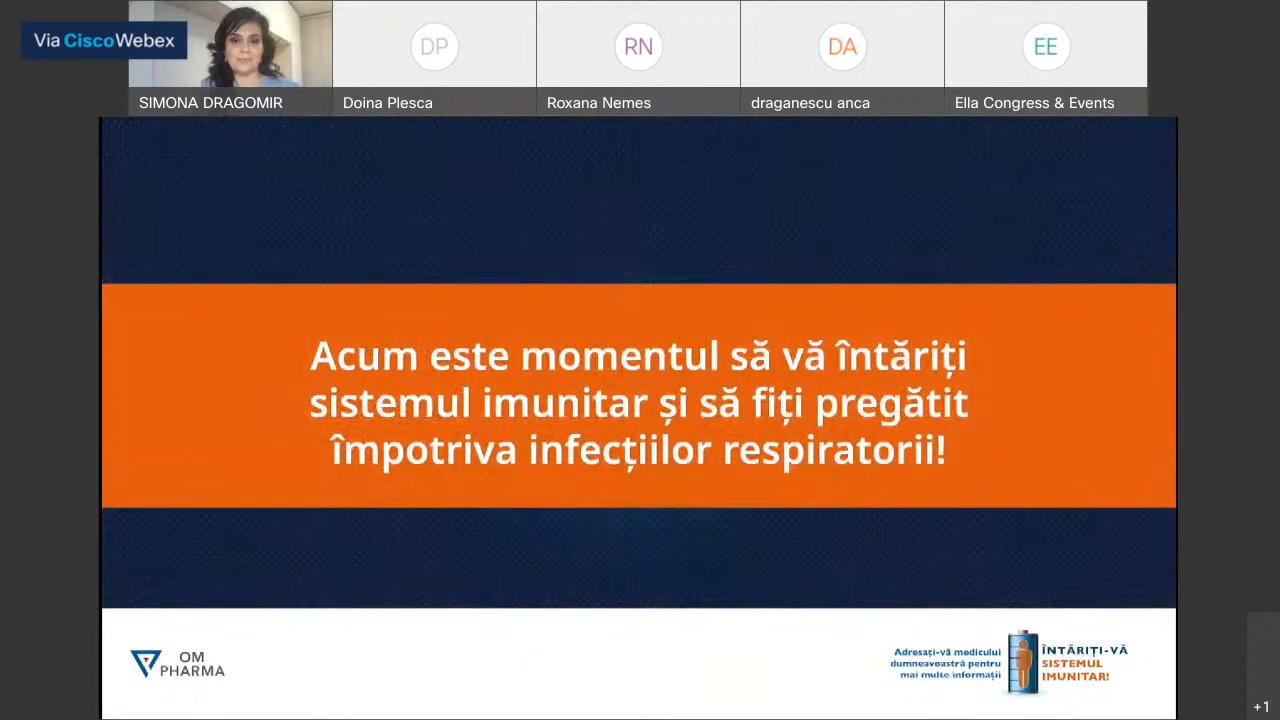 Via Cisco Webex
DP
RN
DA
EE
SIMONA DRAGOMIR
Doina Plesca
Roxana Nemes
draganescu anca
Ella Congress & Events
Acum este momentul să vă întăriți
sistemul imunitar și să fiți pregătit
împotriva infecțiilor respiratorii!
OM
PHARMA
Adresați-vă medicului
dumneavoastră pentru
mai multe informații
ÎNTĂRIȚI-VĂ
SISTEMUL
IMUNITAR!
+1